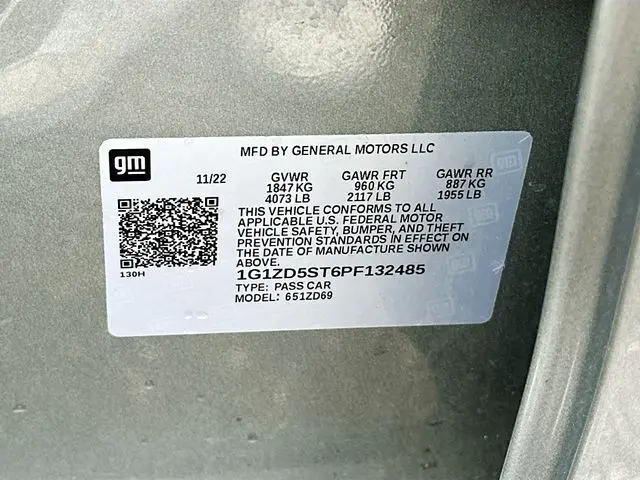 gm
MFD BY GENERAL MOTORS LLC
11/22 GVWR GAWR FRT GAWR RR
1847 KG 960 KG 887 KG
4073 LB 2117 LB 1955 LB
THIS VEHICLE CONFORMS TO ALL
APPLICABLE U.S. FEDERAL MOTOR
VEHICLE SAFETY, BUMPER, AND THEFT
PREVENTION STANDARDS IN EFFECT ON
THE DATE OF MANUFACTURE SHOWN
ABOVE.
130H
1G1ZD5ST6PF132485
TYPE: PASS CAR
MODEL: 651ZD69